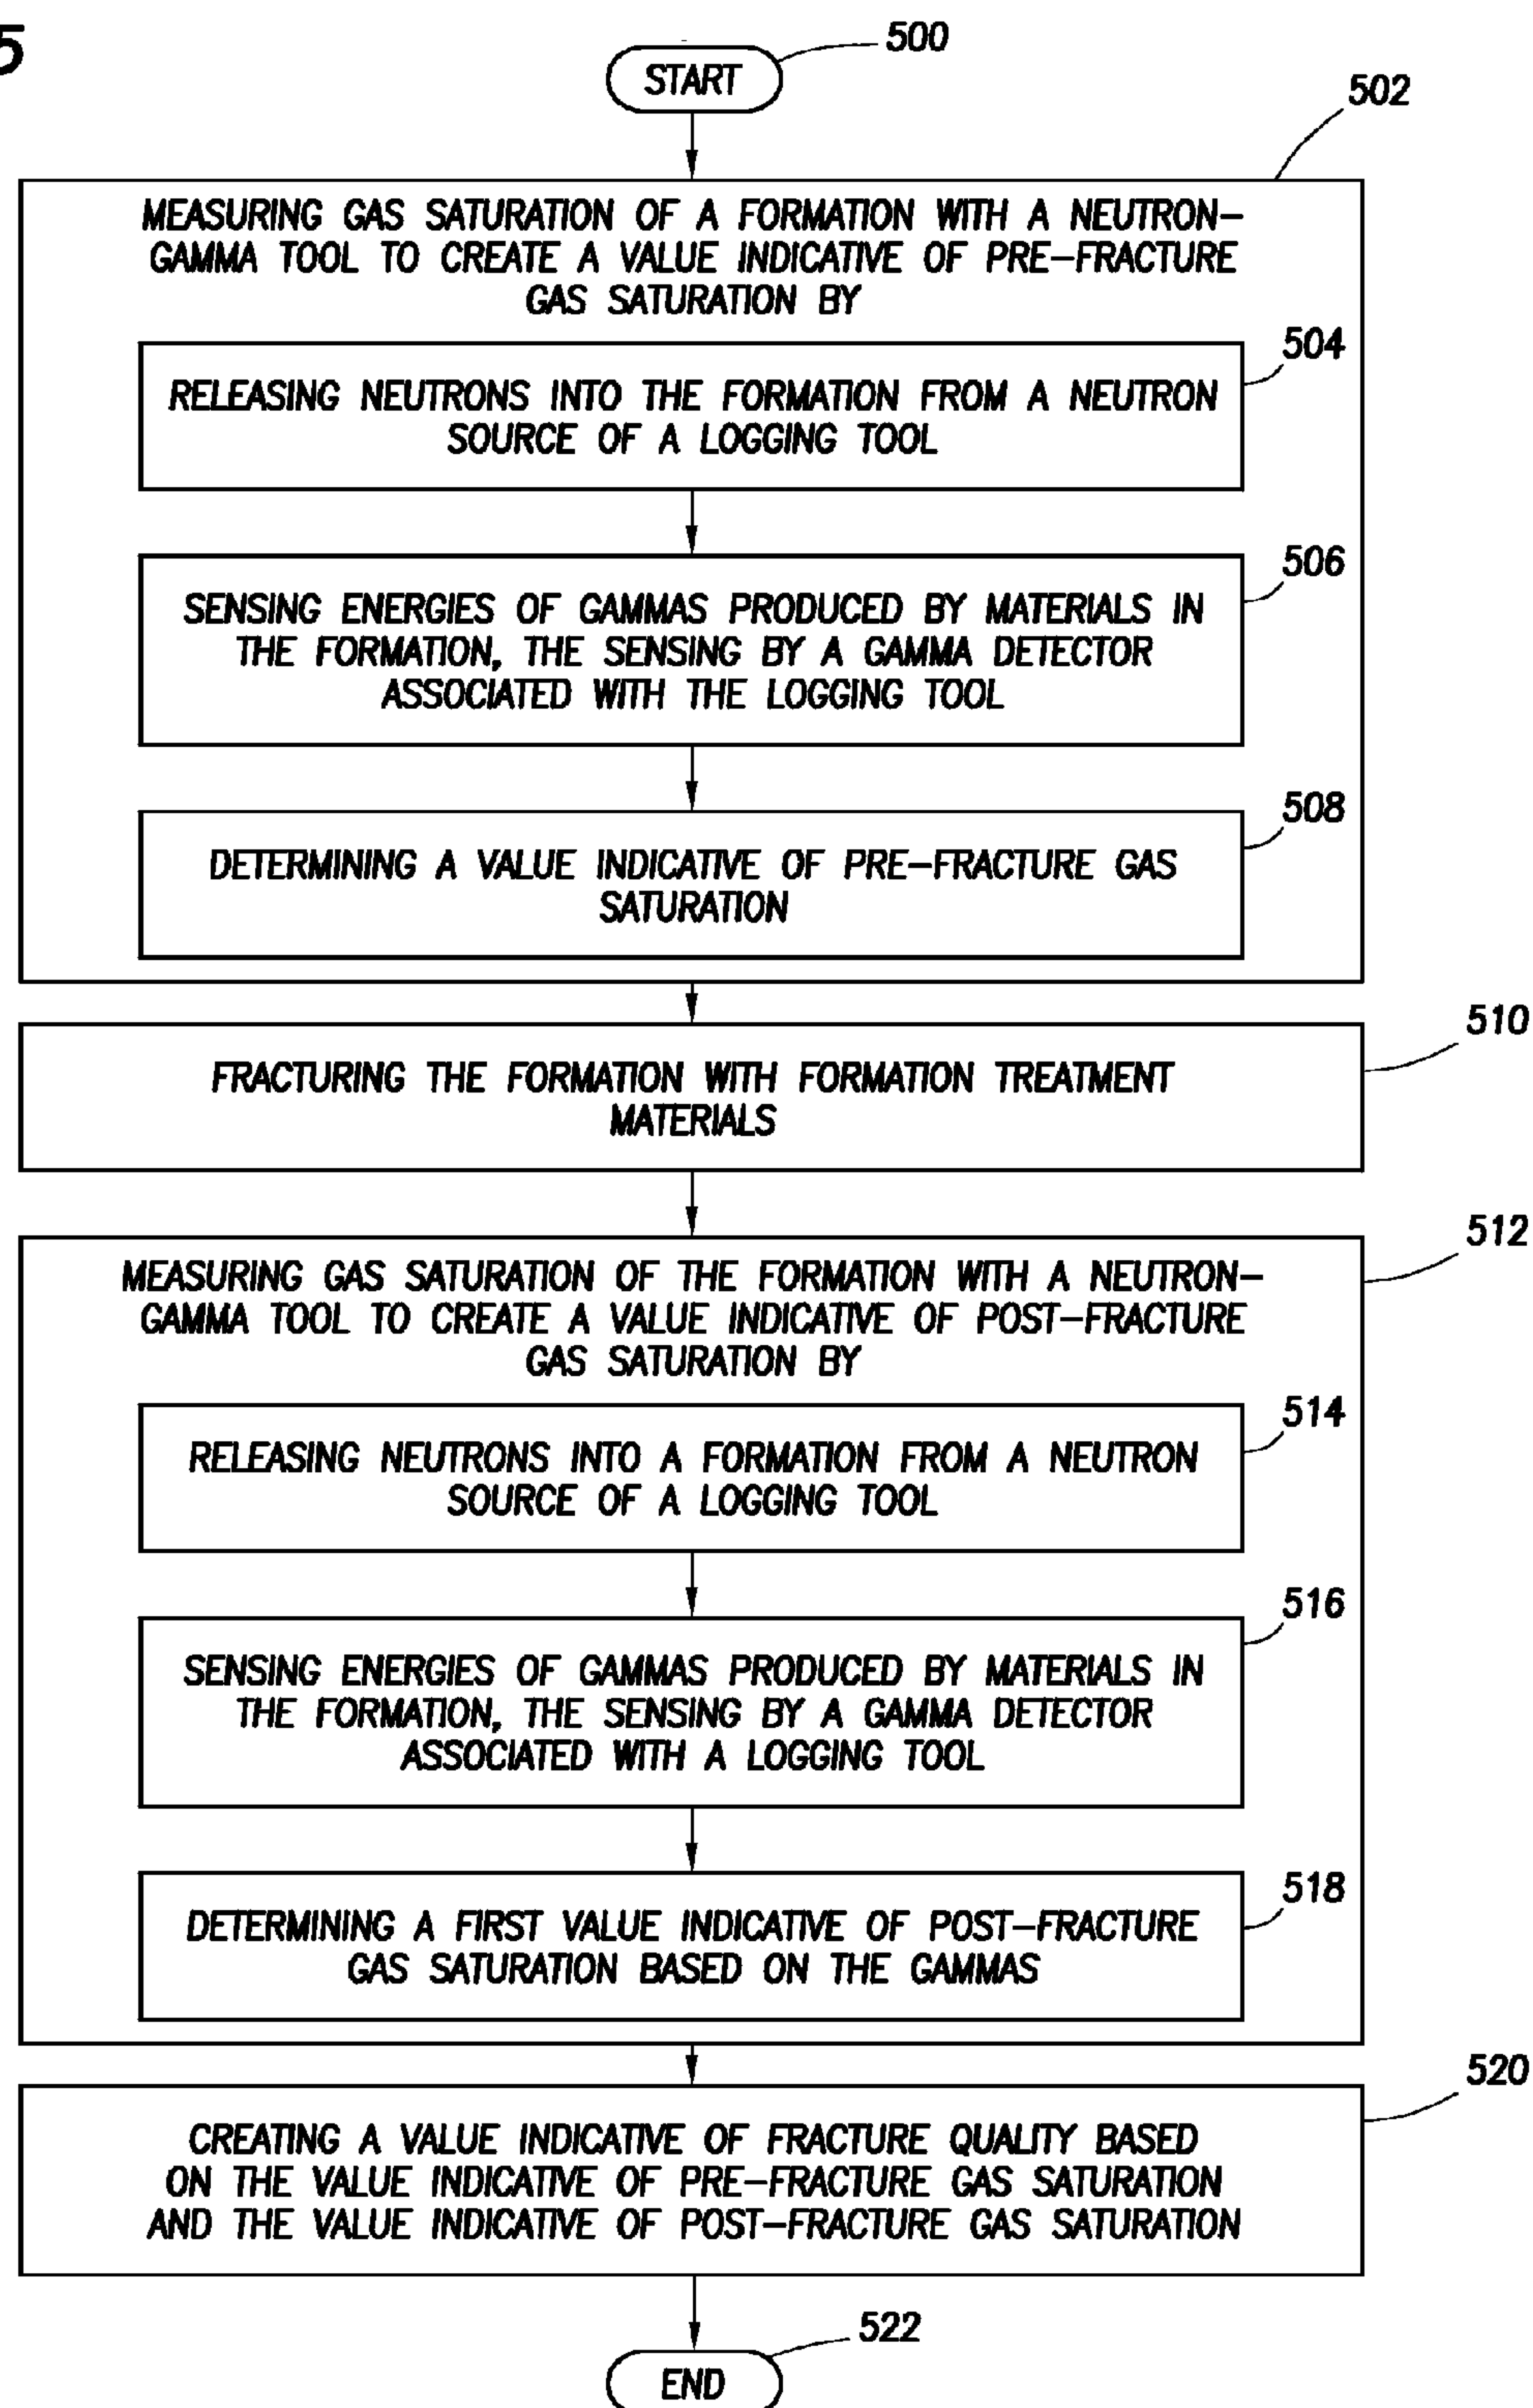 5
START
500
502
MEASURING GAS SATURATION OF A FORMATION WITH A NEUTRON-
GAMMA TOOL TO CREATE A VALUE INDICATIVE OF PRE-FRACTURE
GAS SATURATION BY
504
RELEASING NEUTRONS INTO THE FORMATION FROM A NEUTRON
SOURCE OF A LOGGING TOOL
506
SENSING ENERGIES OF GAMMAS PRODUCED BY MATERIALS IN
THE FORMATION, THE SENSING BY A GAMMA DETECTOR
ASSOCIATED WITH THE LOGGING TOOL
508
DETERMINING A VALUE INDICATIVE OF PRE-FRACTURE GAS
SATURATION
510
FRACTURING THE FORMATION WITH FORMATION TREATMENT
MATERIALS
512
MEASURING GAS SATURATION OF THE FORMATION WITH A NEUTRON-
GAMMA TOOL TO CREATE A VALUE INDICATIVE OF POST-FRACTURE
GAS SATURATION BY
514
RELEASING NEUTRONS INTO A FORMATION FROM A NEUTRON
SOURCE OF A LOGGING TOOL
516
SENSING ENERGIES OF GAMMAS PRODUCED BY MATERIALS IN
THE FORMATION, THE SENSING BY A GAMMA DETECTOR
ASSOCIATED WITH A LOGGING TOOL
518
DETERMINING A FIRST VALUE INDICATIVE OF POST-FRACTURE
GAS SATURATION BASED ON THE GAMMAS
520
CREATING A VALUE INDICATIVE OF FRACTURE QUALITY BASED
ON THE VALUE INDICATIVE OF PRE-FRACTURE GAS SATURATION
AND THE VALUE INDICATIVE OF POST-FRACTURE GAS SATURATION
522
END